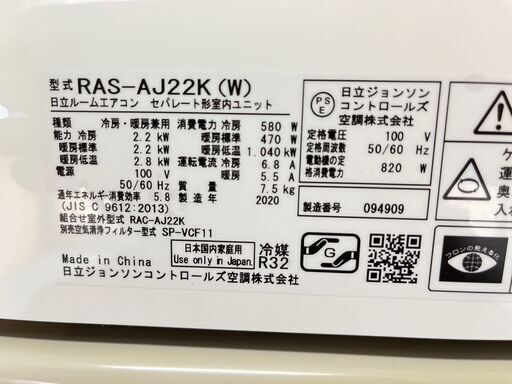 型式 RAS-AJ22K (W)
日立ルームエアコン セパレート形室内ユニット
種類 冷房・暖房兼用
能力 冷房 2.2 kW
暖房標準 2.2 kW
暖房低温 2.8 kW
電源 100 V
50/60 Hz
通年エネルギー消費効率 5.8
(JIS C 9612:2013)
消費電力 冷房 580 W
暖房標準 470 W
暖房低温 1.040 kW
運転電流 冷房 6.8 A
暖房 5.5 A
質量 7.5 kg
製造年 2020
組合せ室外型式 RAC-AJ22K
別売空気清浄フィルター型式 SP-VCF11
Made in China
日立ジョンソンコントロールズ空調株式会社
日本国内家庭用
Use only in Japan.
冷媒
R32
G
PSE
日立ジョンソン
コントロールズ
空調株式会社
定格電圧 100 V
定格周波数 50/60 Hz
電動機の定格消費電力 820 W
製造番号 094909
フロンの見える化
ケ
運
奥
入れ